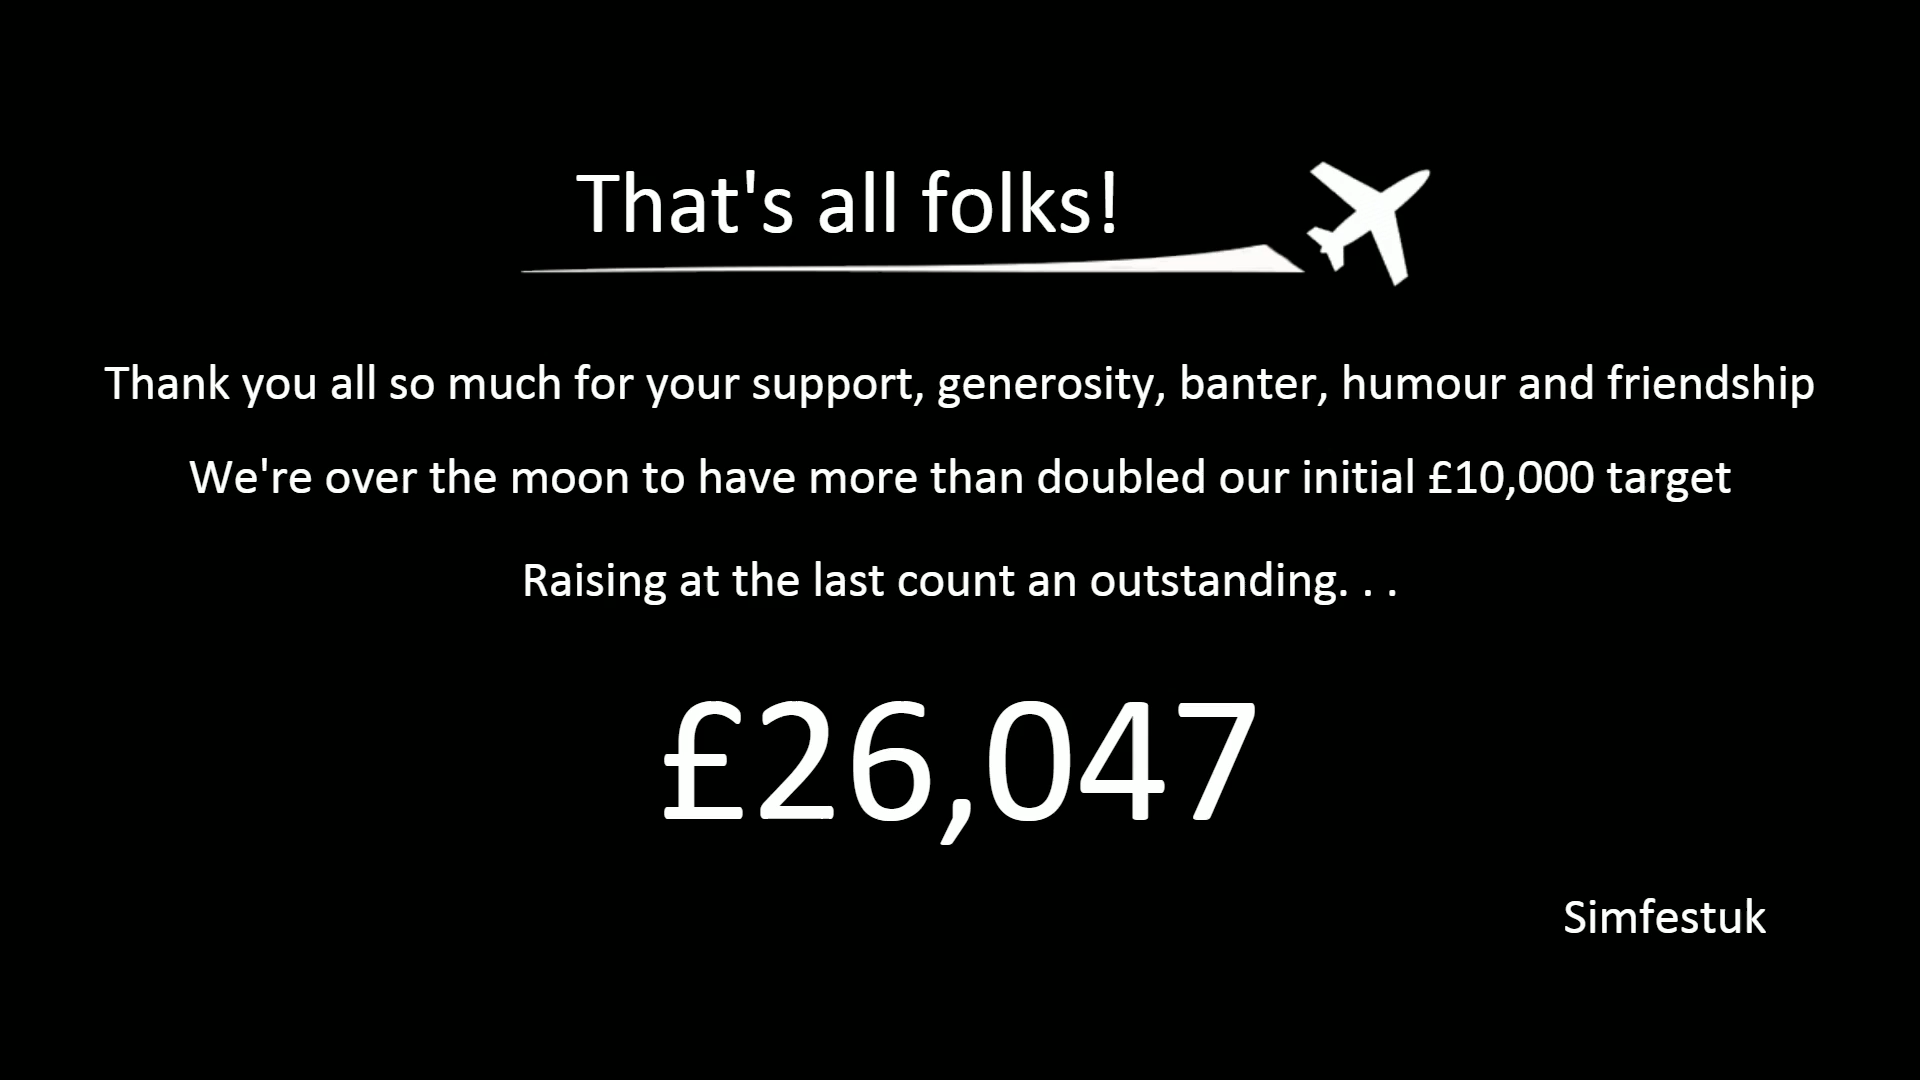 That's all folks!
Thank you all so much for your support, generosity, banter, humour and friendship
We're over the moon to have more than doubled our initial £10,000 target
Raising at the last count an outstanding. . .
£26,047
Simfestuk